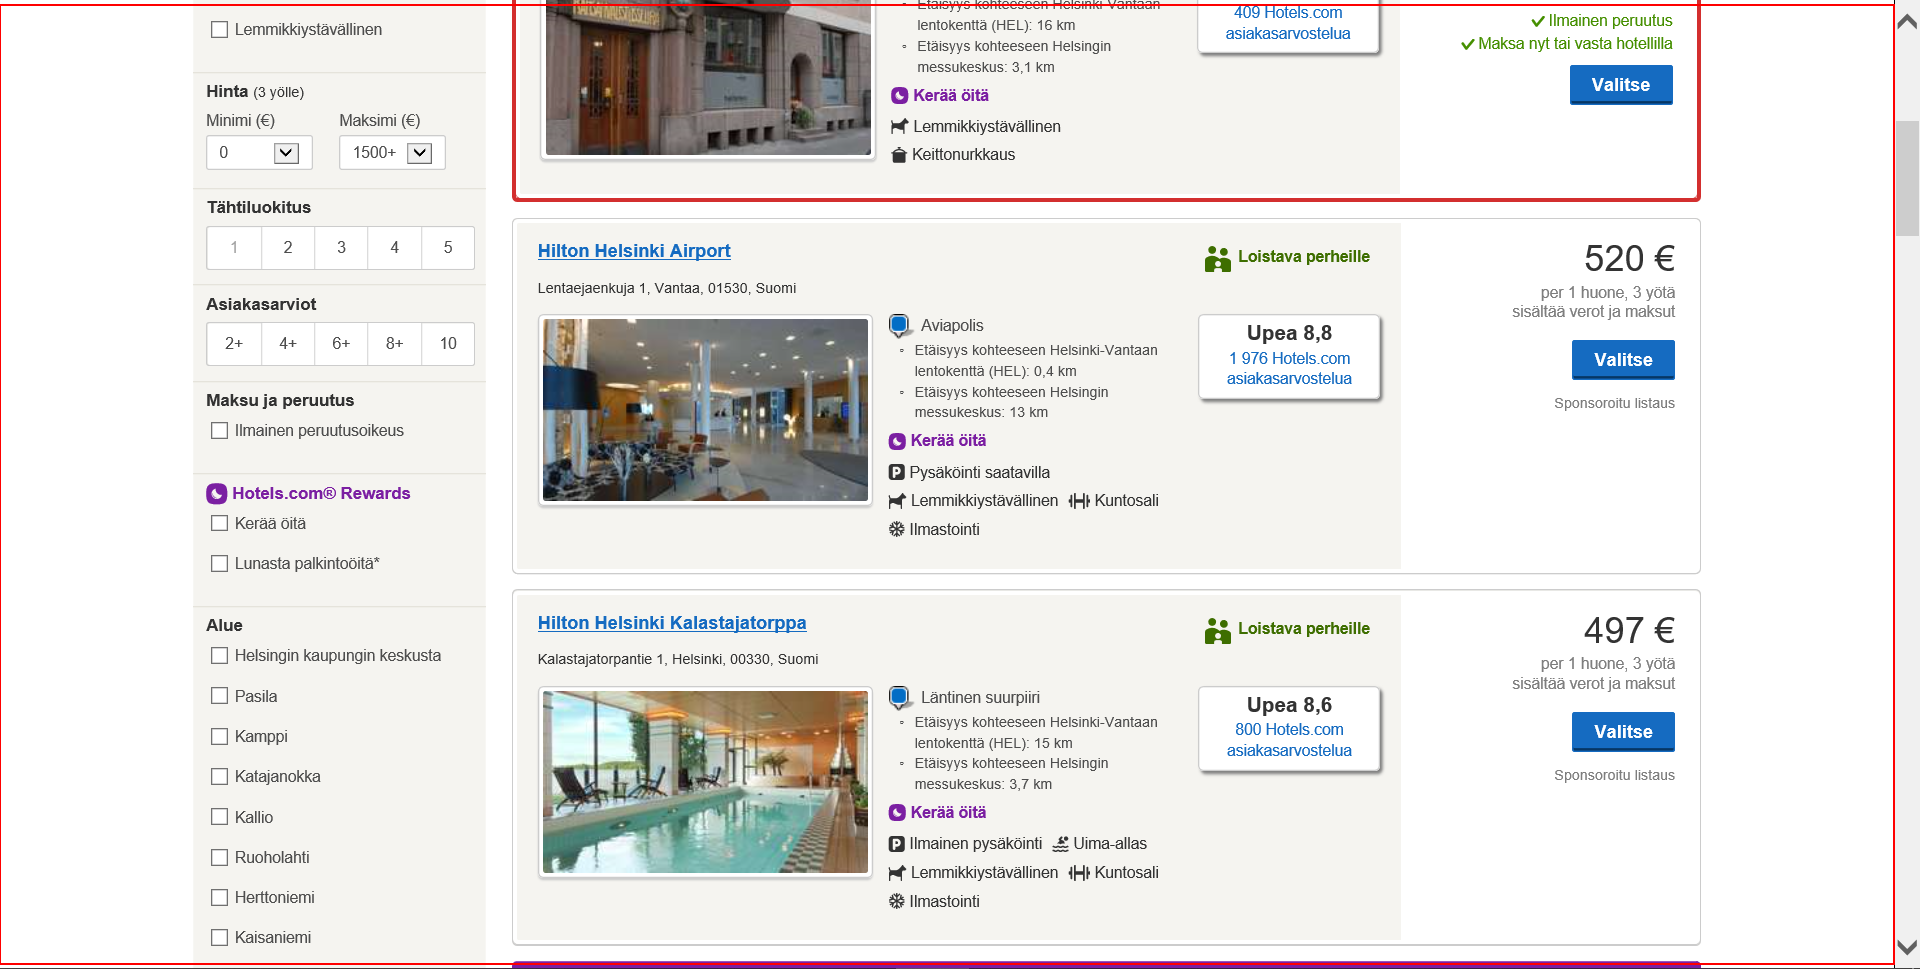 Lemmikkiystävällinen
Hinta (3 yölle)
Minimi (€)
Maksimi (€)
0
1500+
Tähtiluokitus
1 2 3 4 5
Asiakasarviot
2+ 4+ 6+ 8+ 10
Maksu ja peruutus
Ilmainen peruutusoikeus
Hotels.com® Rewards
Kerää öitä
Lunasta palkintoöitä*
Alue
Helsingin kaupungin keskusta
Pasila
Kamppi
Katajanokka
Kallio
Ruoholahti
Herttoniemi
Kaisaniemi
Etäisyys kohteeseen Helsinki-Vantaan
lentokenttä (HEL): 16 km
Etäisyys kohteeseen Helsingin
messukeskus: 3,1 km
Kerää öitä
Lemmikkiystävällinen
Keittonurkkaus
409 Hotels.com
asiakasarvostelua
Ilmainen peruutus
Maksa nyt tai vasta hotellilla
Valitse
Hilton Helsinki Airport
Lentaejaenkuja 1, Vantaa, 01530, Suomi
Aviapolis
Etäisyys kohteeseen Helsinki-Vantaan
lentokenttä (HEL): 0,4 km
Etäisyys kohteeseen Helsingin
messukeskus: 13 km
Kerää öitä
Pysäköinti saatavilla
Lemmikkiystävällinen Kuntosali
Ilmastointi
Loistava perheille
Upea 8,8
1 976 Hotels.com
asiakasarvostelua
520 €
per 1 huone, 3 yötä
sisältää verot ja maksut
Valitse
Sponsoroitu listaus
Hilton Helsinki Kalastajatorppa
Kalastajatorpantie 1, Helsinki, 00330, Suomi
Läntinen suurpiiri
Etäisyys kohteeseen Helsinki-Vantaan
lentokenttä (HEL): 15 km
Etäisyys kohteeseen Helsingin
messukeskus: 3,7 km
Kerää öitä
Ilmainen pysäköinti Uima-allas
Lemmikkiystävällinen Kuntosali
Ilmastointi
Loistava perheille
Upea 8,6
800 Hotels.com
asiakasarvostelua
497 €
per 1 huone, 3 yötä
sisältää verot ja maksut
Valitse
Sponsoroitu listaus